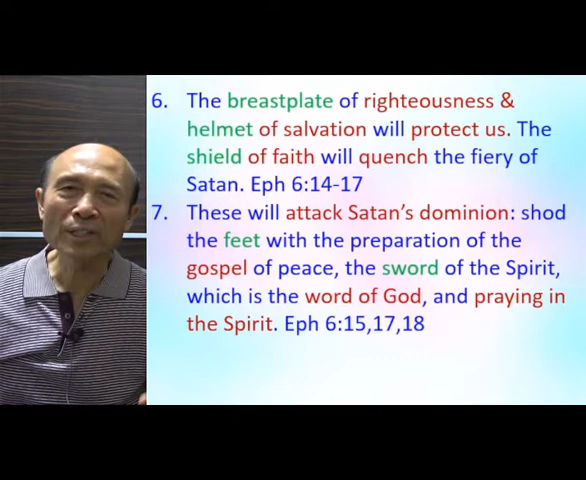 6. The breastplate of righteousness &
helmet of salvation will protect us. The
shield of faith will quench the fiery of
Satan. Eph 6:14-17
7. These will attack Satan's dominion: shod
the feet with the preparation of the
gospel of peace, the sword of the Spirit,
which is the word of God, and praying in
the Spirit. Eph 6:15,17,18